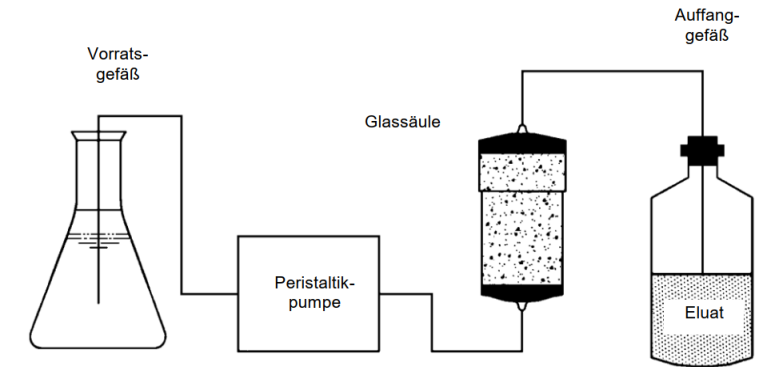 Vorrats-
gefäß
Peristaltik-
pumpe
Glassäule
Auffang-
gefäß
Eluat